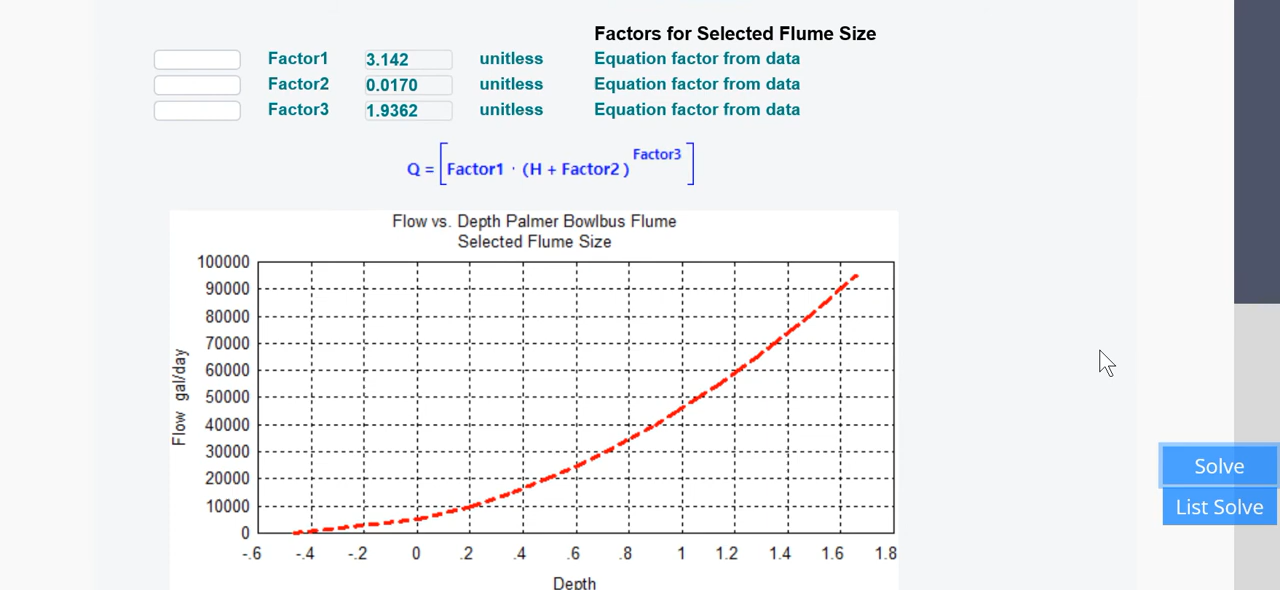 Factors for Selected Flume Size
Factor1 3.142 unitless Equation factor from data
Factor2 0.0170 unitless Equation factor from data
Factor3 1.9362 unitless Equation factor from data
Q = [Factor1 · (H + Factor2)^Factor3]
Flow vs. Depth Palmer Bowlbus Flume
Selected Flume Size
100000
90000
80000
70000
60000
50000
40000
30000
20000
10000
0
Flow gal/day
-.6 -.4 -.2 0 .2 .4 .6 .8 1 1.2 1.4 1.6 1.8
Depth
Solve
List Solve